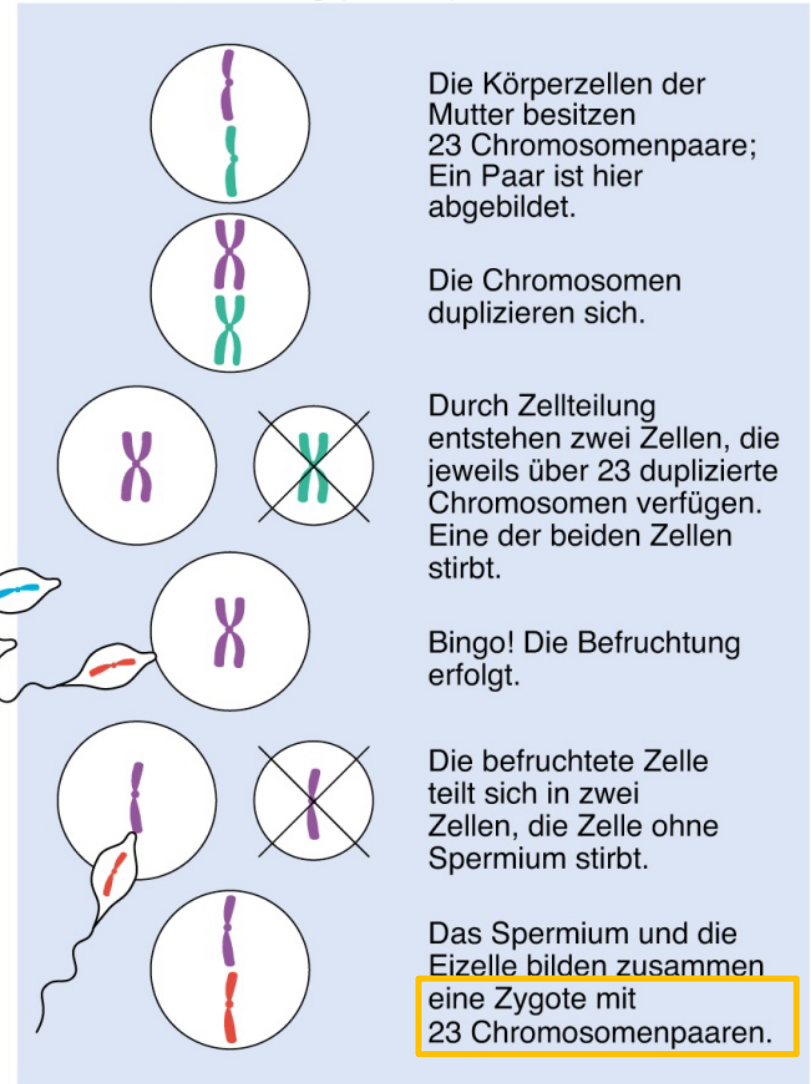 Die Körperzellen der
Mutter besitzen
23 Chromosomenpaare;
Ein Paar ist hier
abgebildet.
Die Chromosomen
duplizieren sich.
Durch Zellteilung
entstehen zwei Zellen, die
jeweils über 23 duplizierte
Chromosomen verfügen.
Eine der beiden Zellen
stirbt.
Bingo! Die Befruchtung
erfolgt.
Die befruchtete Zelle
teilt sich in zwei
Zellen, die Zelle ohne
Spermium stirbt.
Das Spermium und die
Eizelle bilden zusammen
eine Zygote mit
23 Chromosomenpaaren.